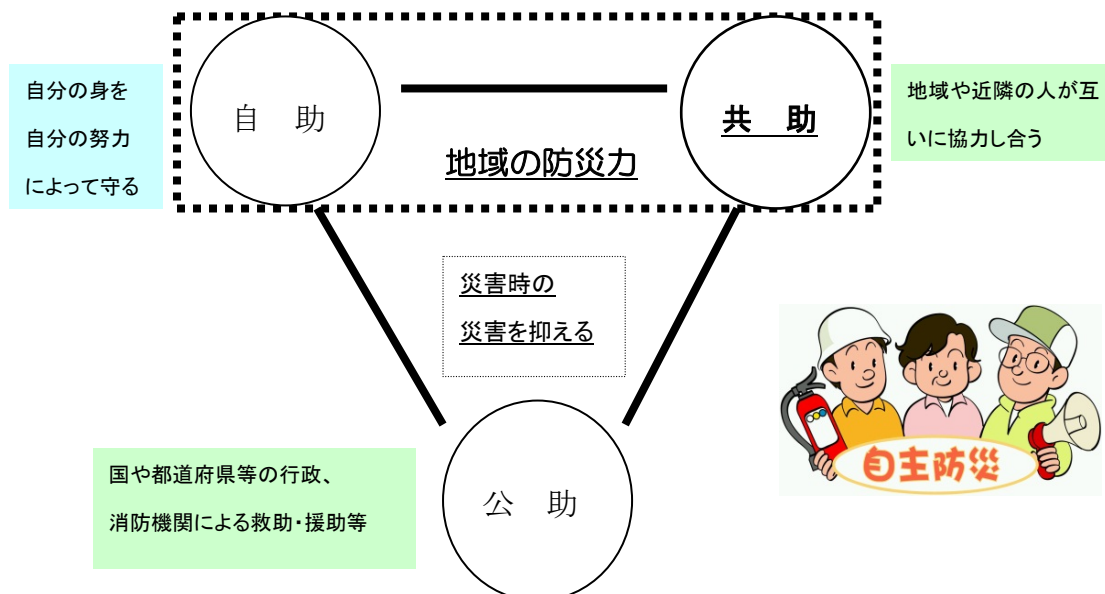 自分の身を
自分の努力
によって守る
自　助
共　助
地域の防災力
地域や近隣の人が互
いに協力し合う
災害時の
災害を抑える
自主防災
国や都道府県等の行政、
消防機関による救助・援助等
公　助